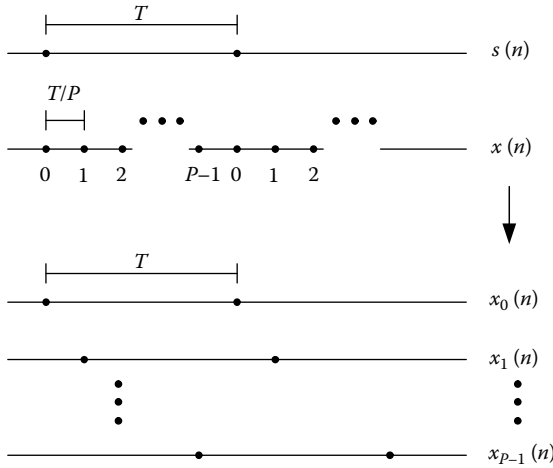 T
s (n)
T/P
x (n)
0 1 2 P–1 0 1 2
T
x₀ (n)
x₁ (n)
x_{P–1} (n)